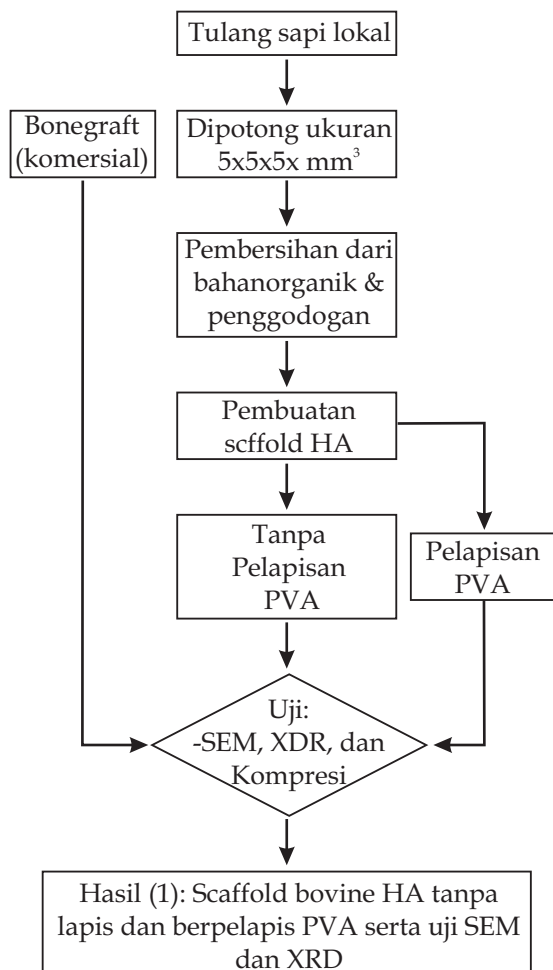 Tulang sapi lokal
Bonegraft
(komersial)
Dipotong ukuran
5x5x5x mm³
Pembersihan dari
bahanorganik &
penggodogan
Pembuatan
scffold HA
Tanpa
Pelapisan
PVA
Pelapisan
PVA
Uji:
-SEM, XDR, dan
Kompresi
Hasil (1): Scaffold bovine HA tanpa
lapis dan berpelapis PVA serta uji SEM
dan XRD